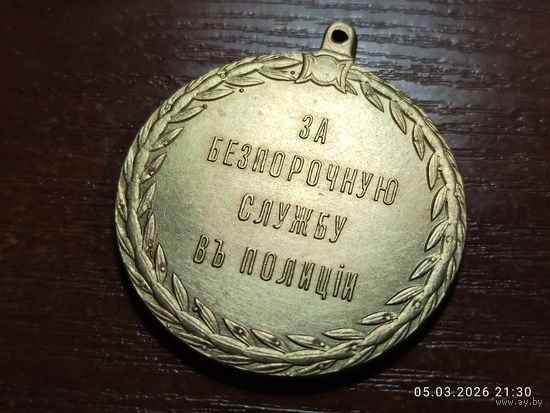 ЗА
БЕЗПОРОЧНУЮ
СЛУЖБУ
ВЪ ПОЛИЦІИ
05.03.2026 21:30
www.ay.by